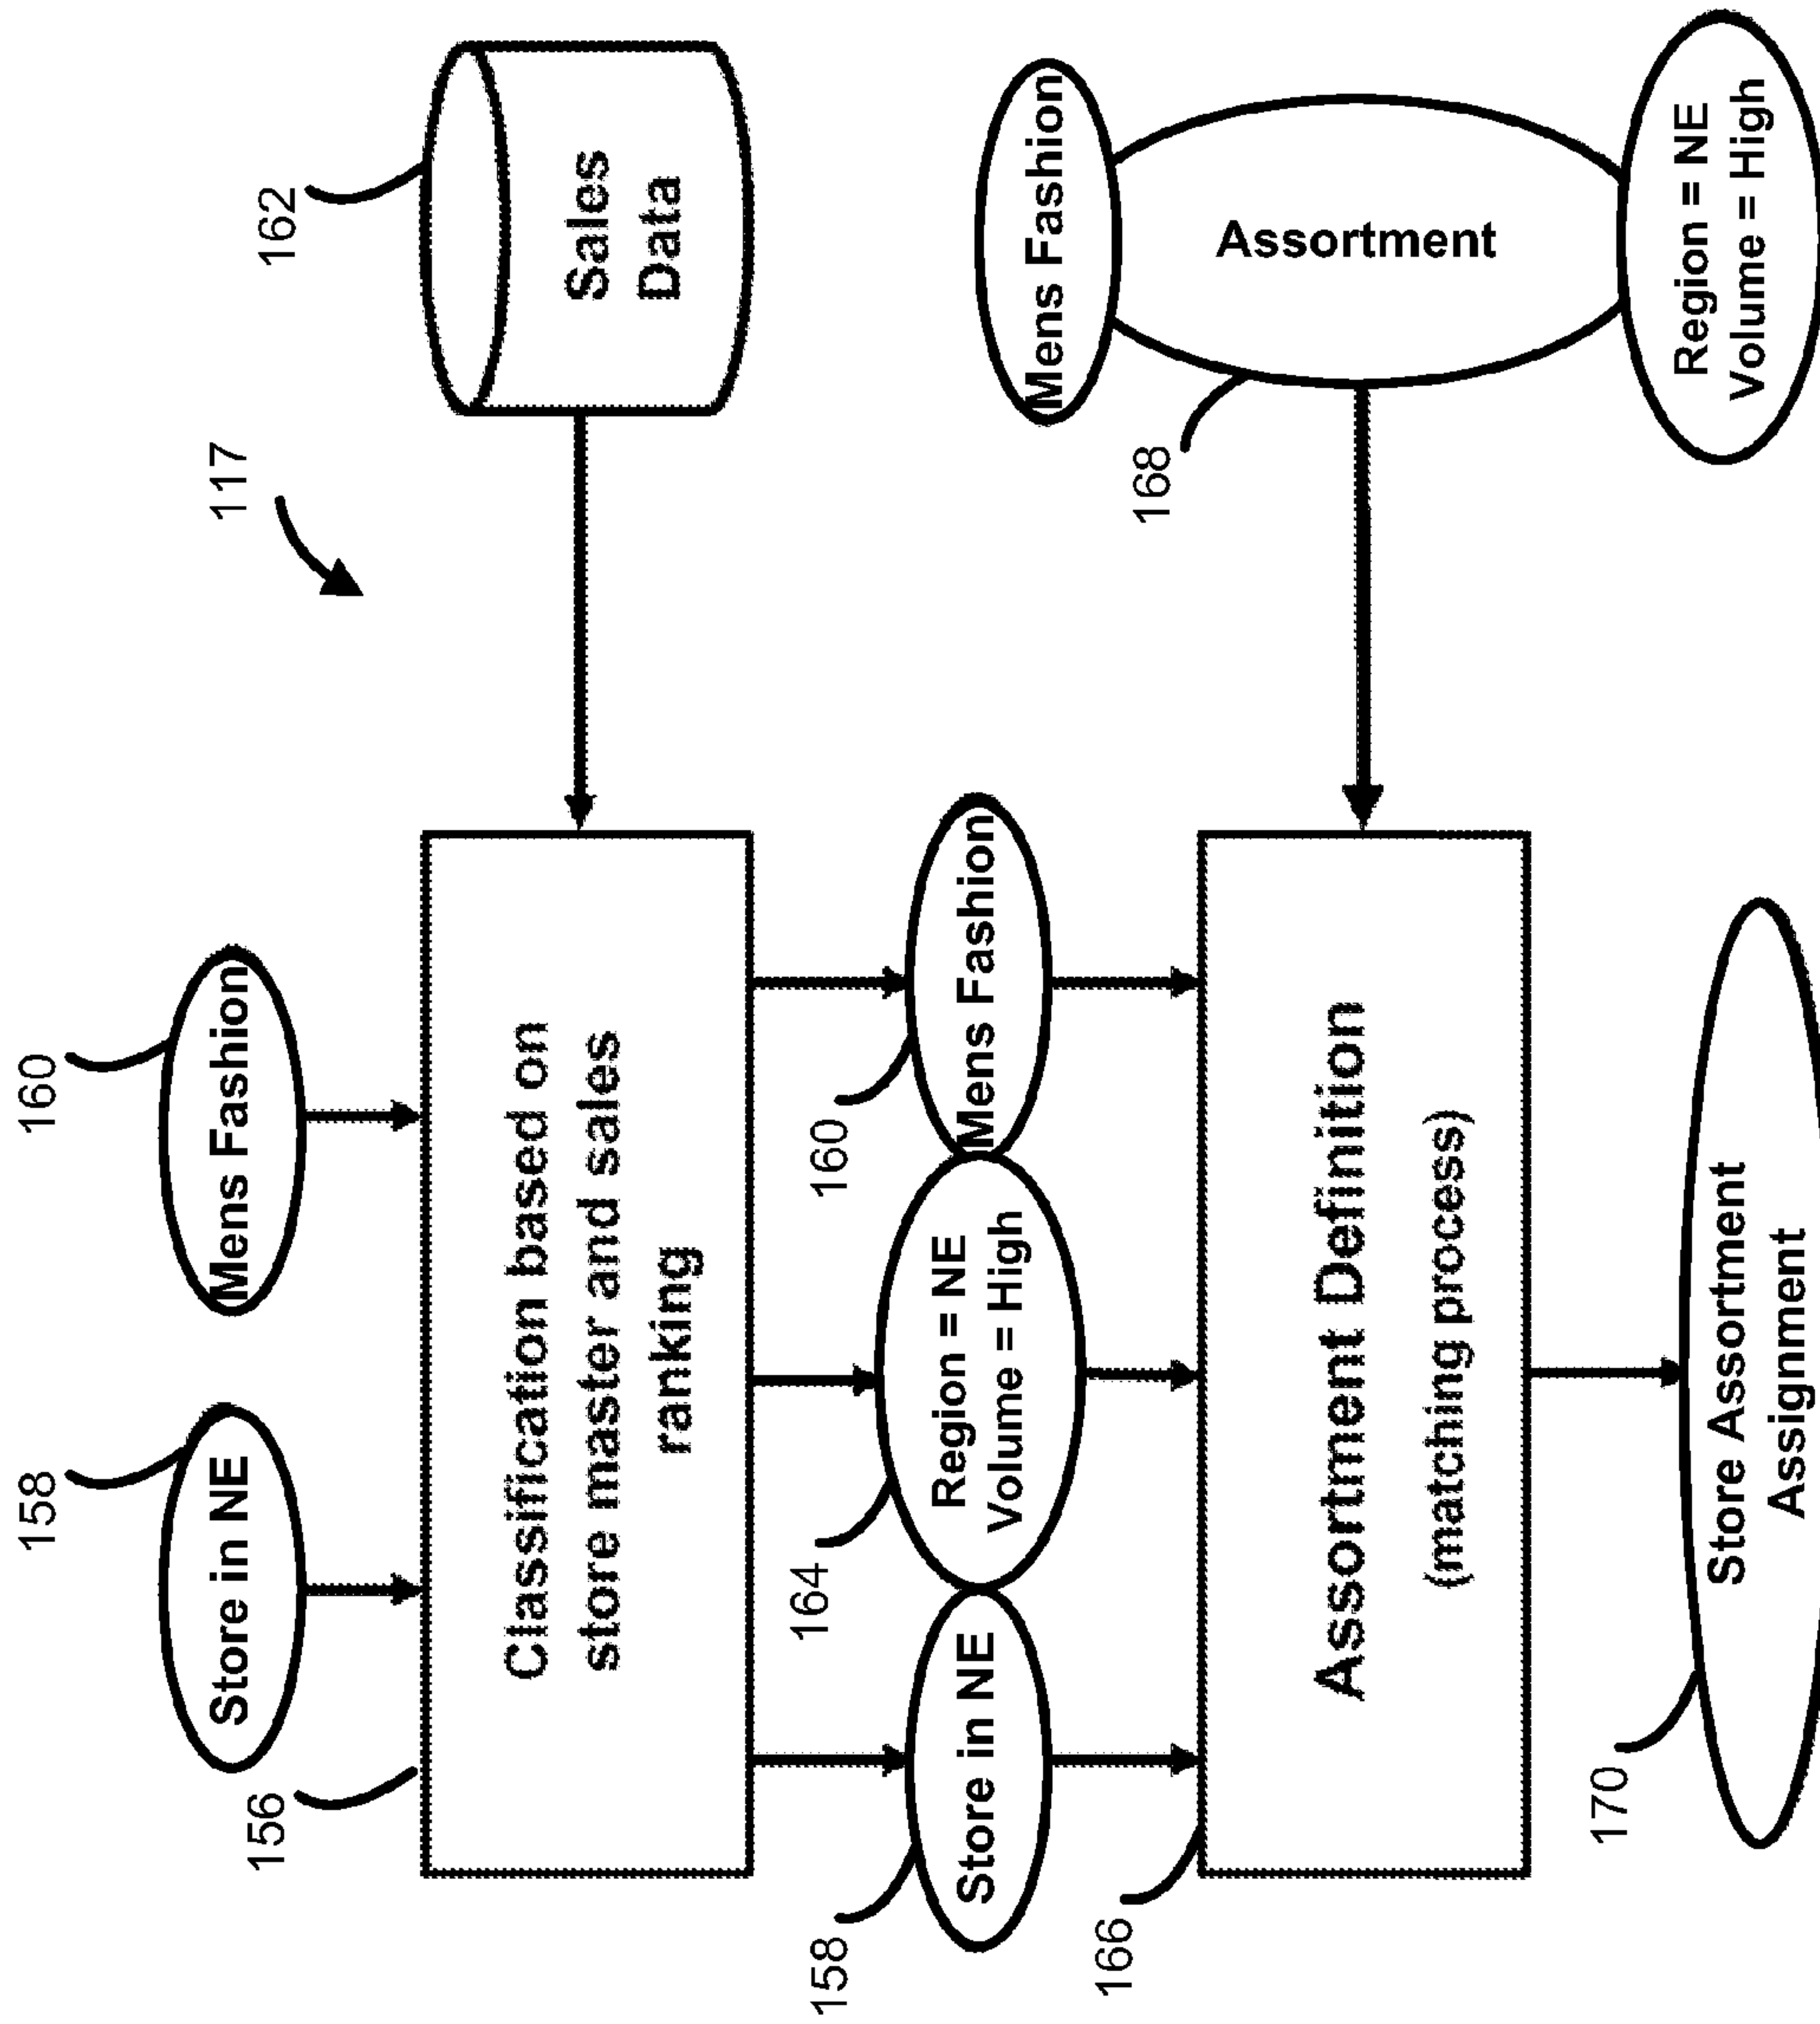 158
160
117
162
Store in NE
Mens Fashion
156
Classification based on
store master and sales
ranking
Sales
Data
158
164
160
Store in NE
Region = NE
Volume = High
Mens Fashion
166
Assortment Definition
(matching process)
168
Mens Fashion
Assortment
Region = NE
Volume = High
170
Store Assortment
Assignment